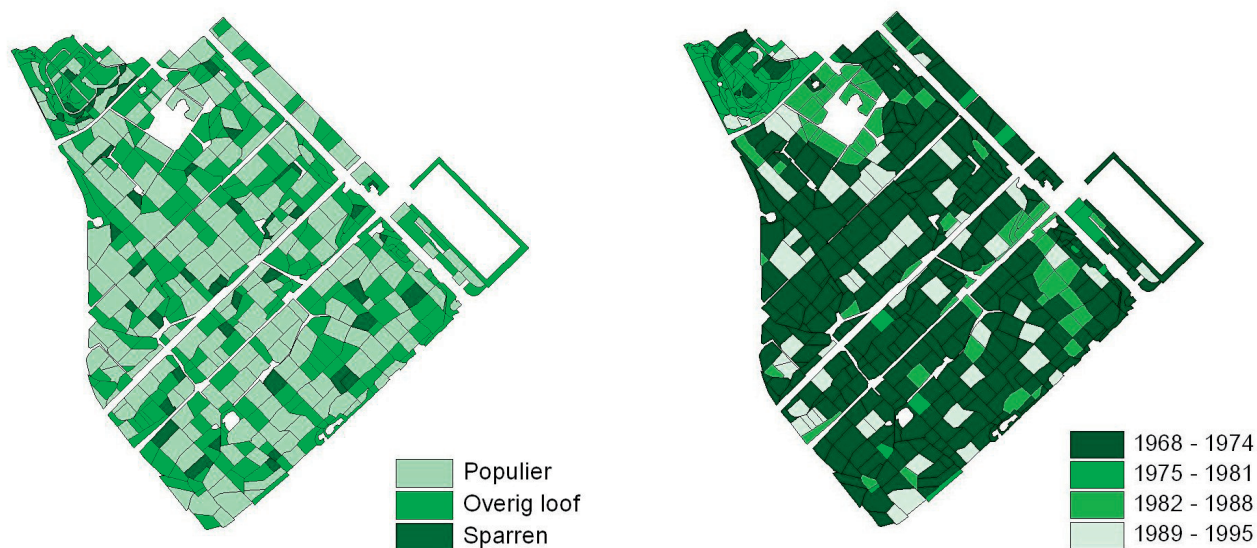 Populier
Overig loof
Sparren
1968 - 1974
1975 - 1981
1982 - 1988
1989 - 1995